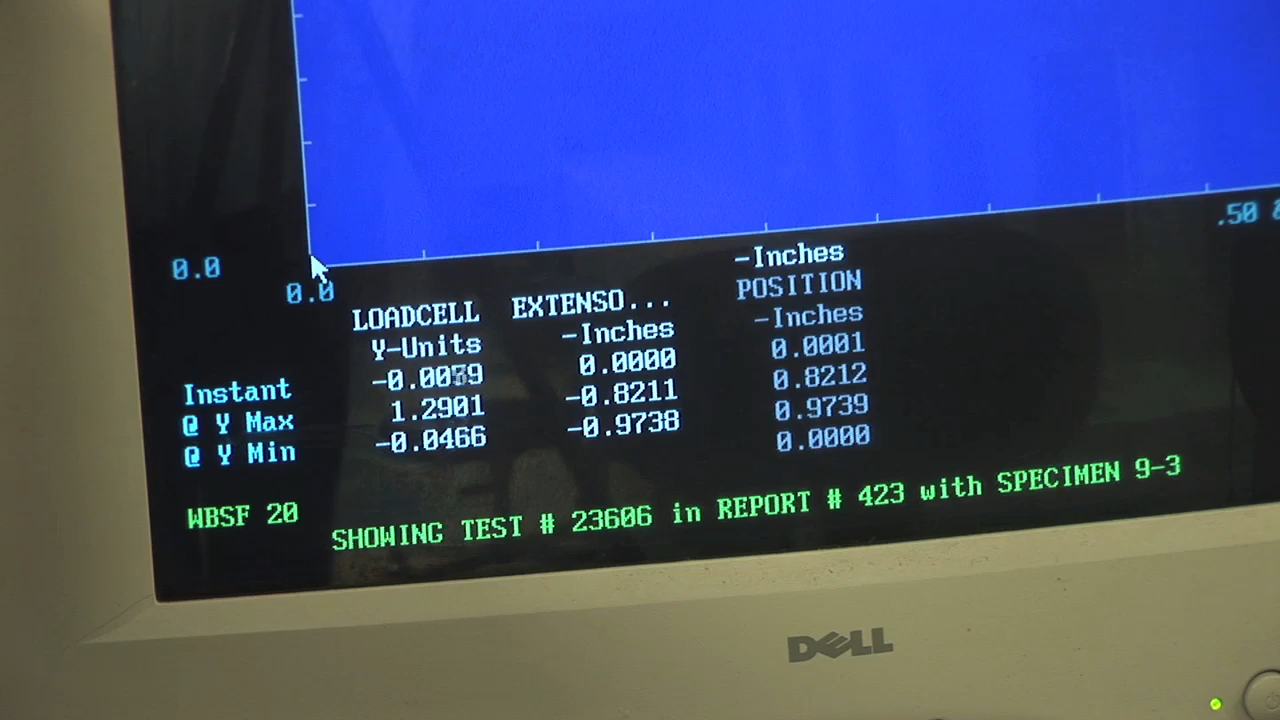 0.0
0.0
.50
-Inches
LOADCELL EXTENSO... POSITION
Y-Units -Inches -Inches
Instant 0.0000 0.0001
@ Y Max 1.2901 -0.8211 0.8212
@ Y Min -0.0466 -0.9738 0.9739
0.0000
WBSF 20
SHOWING TEST # 23606 in REPORT # 423 with SPECIMEN 9-3
DELL